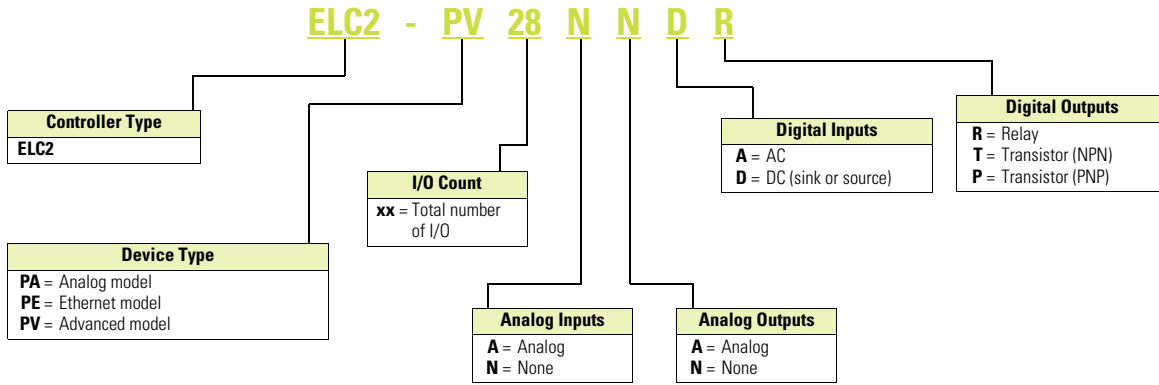 ELC2 - PV 28 N N D R
Controller Type
ELC2
Device Type
PA = Analog model
PE = Ethernet model
PV = Advanced model
I/O Count
xx = Total number
of I/O
Analog Inputs
A = Analog
N = None
Analog Outputs
A = Analog
N = None
Digital Inputs
A = AC
D = DC (sink or source)
Digital Outputs
R = Relay
T = Transistor (NPN)
P = Transistor (PNP)